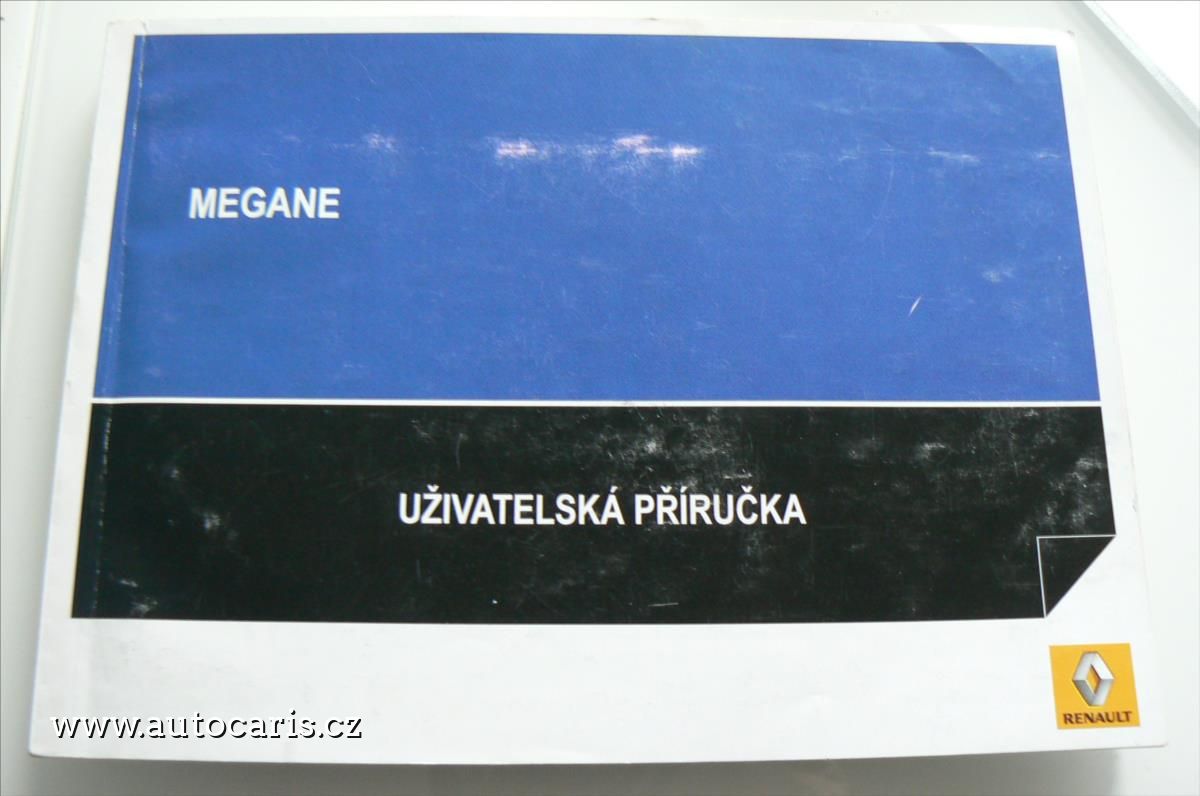 MEGANE
UŽIVATELSKÁ PŘÍRUČKA
RENAULT
www.autocaris.cz